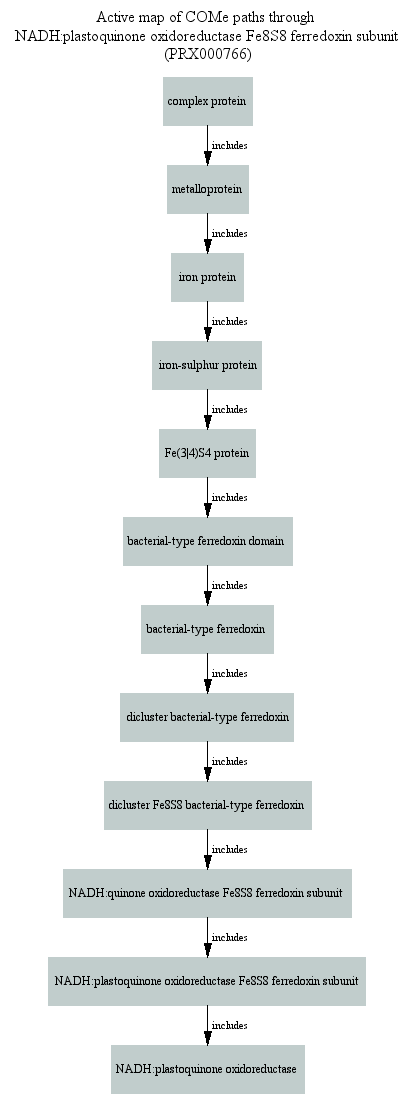 Active map of COMe paths through
NADH:plastoquinone oxidoreductase Fe8S8 ferredoxin subunit
(PRX000766)
complex protein
includes
metalloprotein
includes
iron protein
includes
iron-sulphur protein
includes
Fe(3|4)S4 protein
includes
bacterial-type ferredoxin domain
includes
bacterial-type ferredoxin
includes
dicluster bacterial-type ferredoxin
includes
dicluster Fe8S8 bacterial-type ferredoxin
includes
NADH:quinone oxidoreductase Fe8S8 ferredoxin subunit
includes
NADH:plastoquinone oxidoreductase Fe8S8 ferredoxin subunit
includes
NADH:plastoquinone oxidoreductase